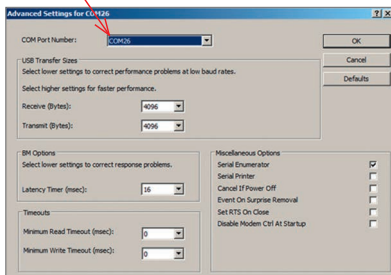 Advanced Settings for COM26
COM Port Number:
COM26
OK
Cancel
Defaults
USB Transfer Sizes
Select lower settings to correct performance problems at low baud rates.
Select higher settings for faster performance.
Receive (Bytes):
4096
Transmit (Bytes):
4096
BM Options
Select lower settings to correct response problems.
Latency Timer (msec):
16
Timeouts
Minimum Read Timeout (msec):
0
Minimum Write Timeout (msec):
0
Miscellaneous Options
Serial Enumerator
Serial Printer
Cancel If Power Off
Event On Surprise Removal
Set RTS On Close
Disable Modem Ctrl At Startup